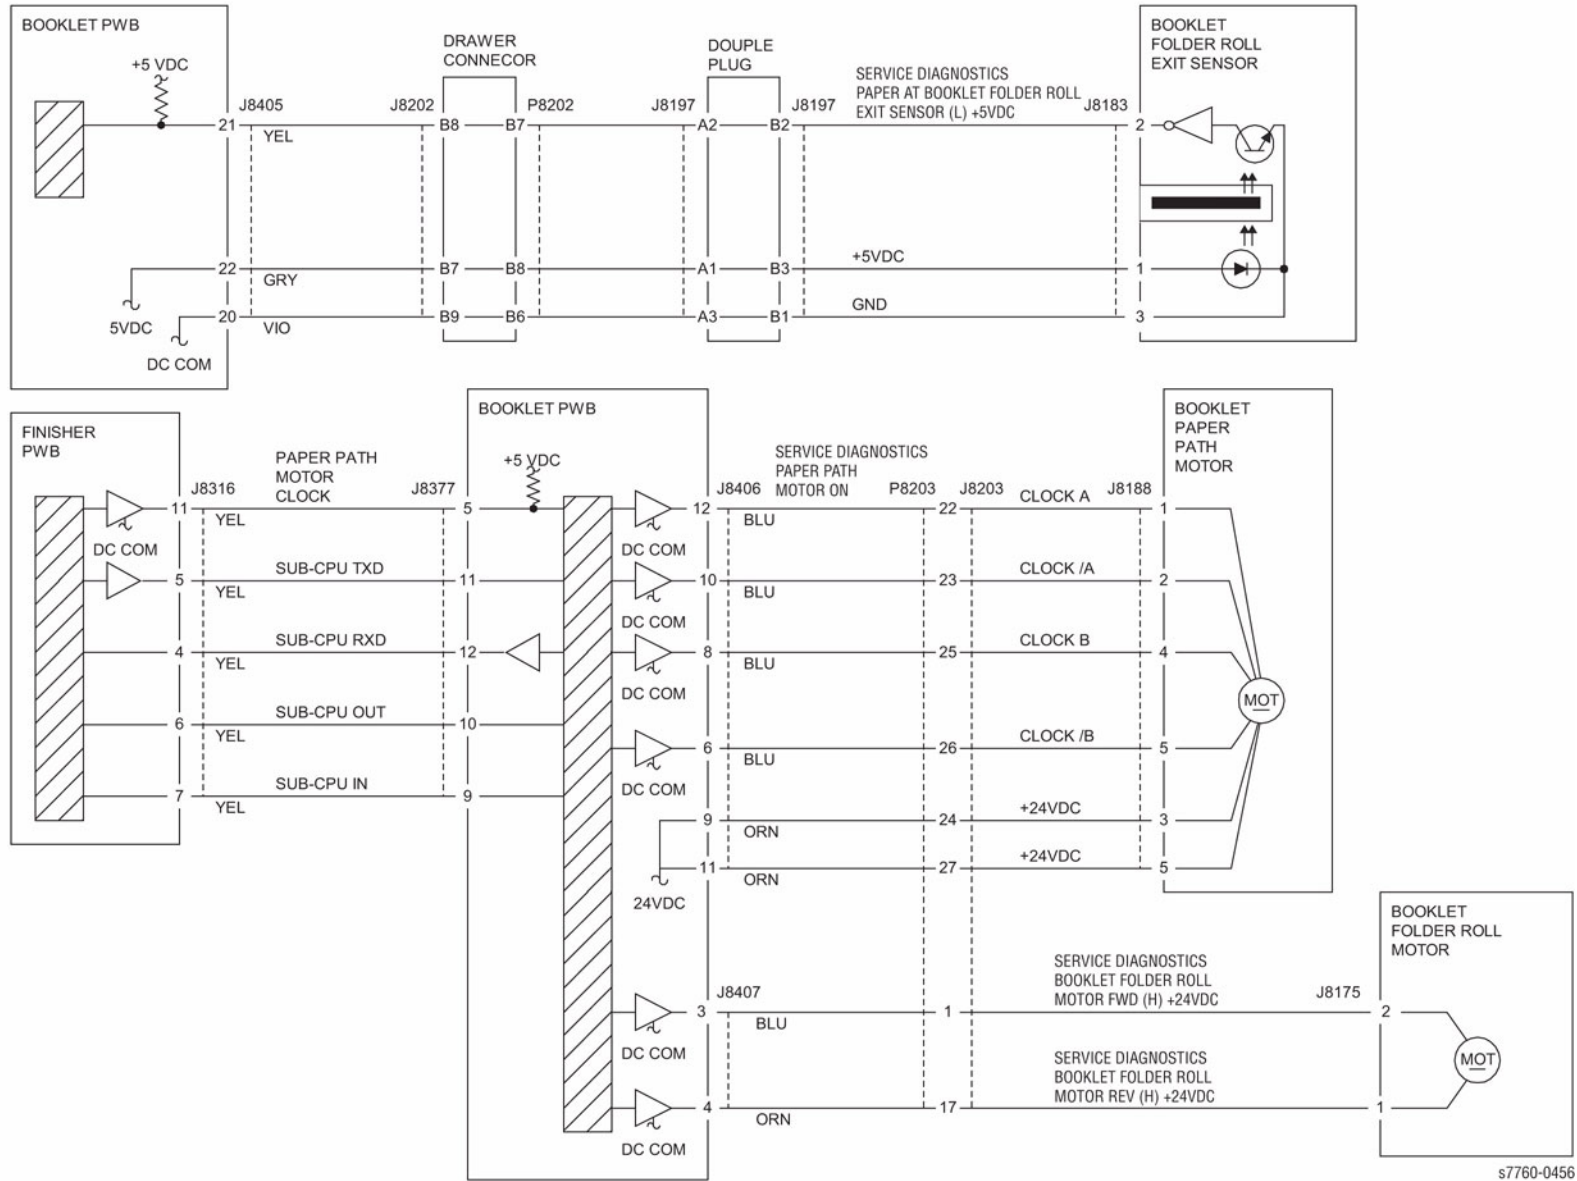 BOOKLET PWB
+5 VDC
J8405
21
YEL
22
GRY
20
VIO
5VDC
DC COM
DRAWER
CONNECOR
J8202
P8202
B8
B7
B7
B8
B9
B6
DOUPLE
PLUG
J8197
J8197
A2
B2
A1
B3
A3
B1
SERVICE DIAGNOSTICS
PAPER AT BOOKLET FOLDER ROLL
EXIT SENSOR (L) +5VDC
+5VDC
GND
J8183
2
1
3
BOOKLET
FOLDER ROLL
EXIT SENSOR
FINISHER
PWB
DC COM
J8316
11
YEL
5
YEL
4
YEL
6
YEL
7
YEL
PAPER PATH
MOTOR
CLOCK
SUB-CPU TXD
SUB-CPU RXD
SUB-CPU OUT
SUB-CPU IN
J8377
5
11
12
10
9
BOOKLET PWB
+5 VDC
DC COM
DC COM
DC COM
DC COM
24VDC
DC COM
DC COM
J8406
12
BLU
10
BLU
8
BLU
6
BLU
9
ORN
11
ORN
SERVICE DIAGNOSTICS
PAPER PATH
MOTOR ON
P8203
J8203
22
23
25
26
24
27
CLOCK A
CLOCK /A
CLOCK B
CLOCK /B
+24VDC
+24VDC
J8188
1
2
4
5
3
5
BOOKLET
PAPER
PATH
MOTOR
MOT
J8407
3
BLU
4
ORN
1
17
SERVICE DIAGNOSTICS
BOOKLET FOLDER ROLL
MOTOR FWD (H) +24VDC
SERVICE DIAGNOSTICS
BOOKLET FOLDER ROLL
MOTOR REV (H) +24VDC
J8175
2
1
BOOKLET
FOLDER ROLL
MOTOR
MOT
s7760-0456